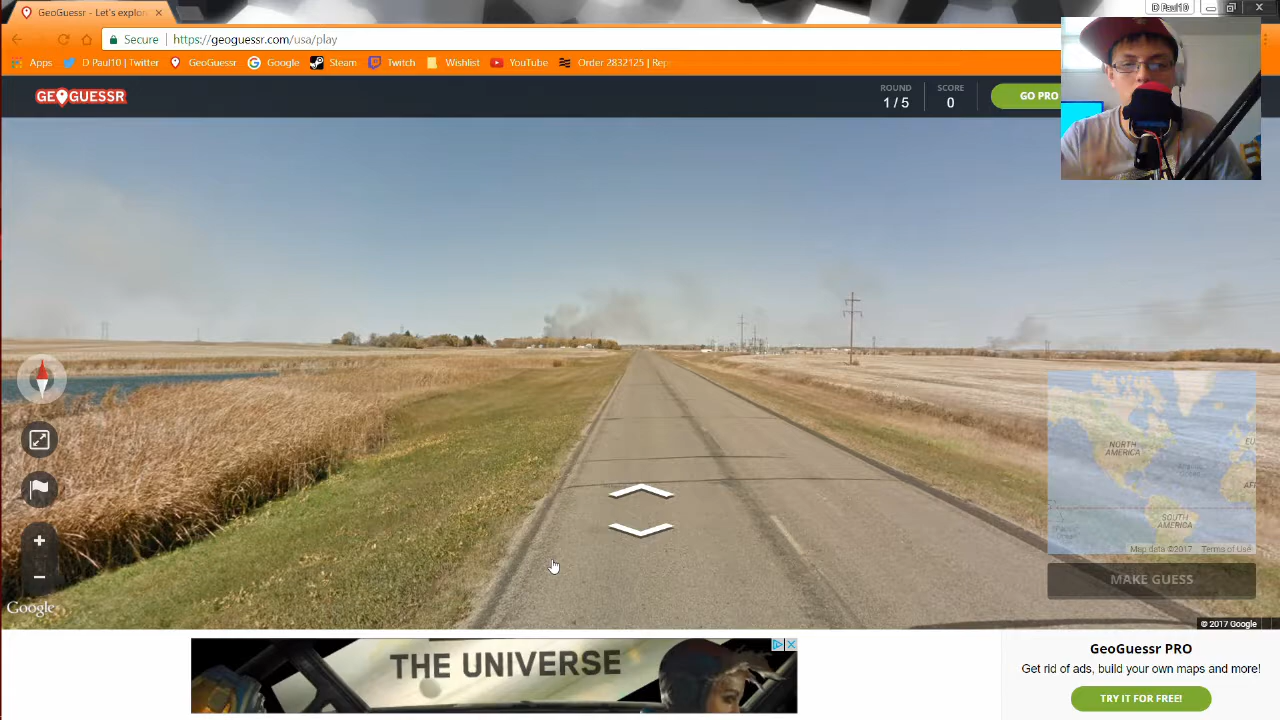 GeoGuessr - Let's explor
D Paul10
Secure
https://geoguessr.com/usa/play
Apps
D Paul10 | Twitter
GeoGuessr
Google
Steam
Twitch
Wishlist
YouTube
Order 2832125 | Rep
GEOGUESSR
ROUND
1 / 5
SCORE
0
GO PRO
NORTH
AMERICA
SOUTH
AMERICA
Map data ©2017 Terms of Use
MAKE GUESS
Google
© 2017 Google
THE UNIVERSE
GeoGuessr PRO
Get rid of ads, build your own maps and more!
TRY IT FOR FREE!